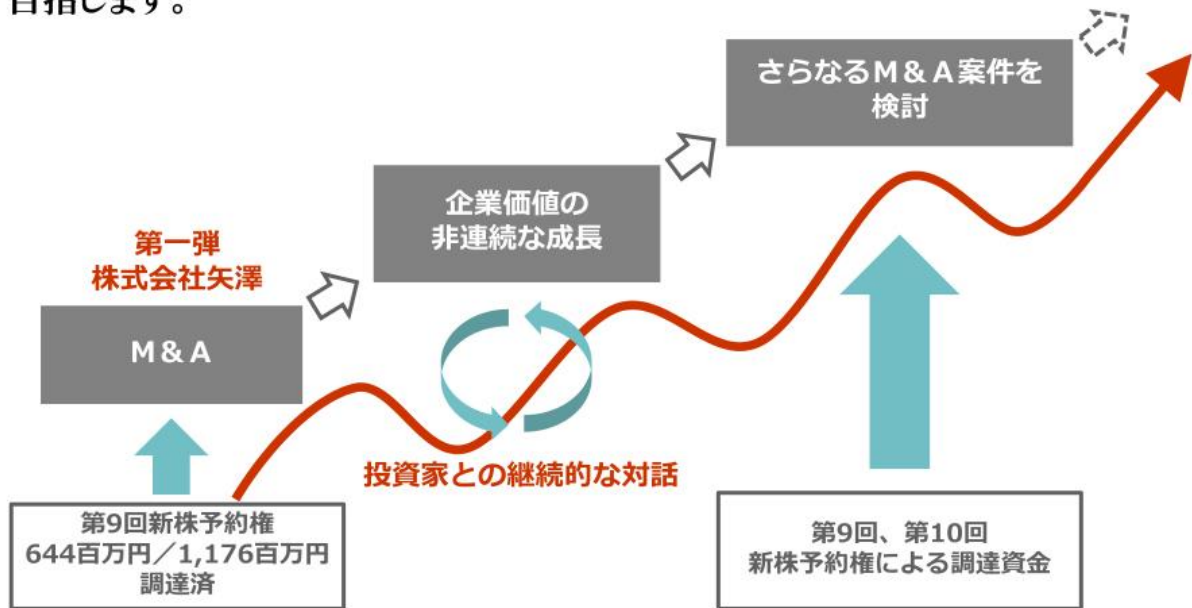 目指します。
さらなるＭ＆Ａ案件を
検討
企業価値の
非連続な成長
第一弾
株式会社矢澤
Ｍ＆Ａ
投資家との継続的な対話
第9回新株予約権
644百万円／1,176百万円
調達済
第9回、第10回
新株予約権による調達資金